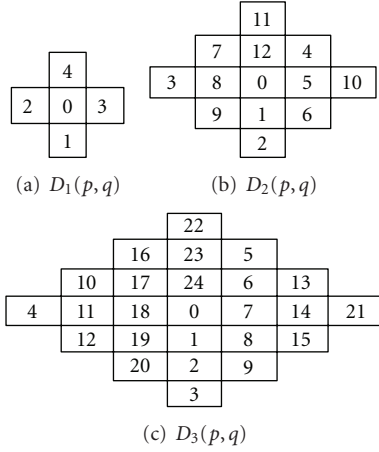 4
2 0 3
1
(a) D₁(p, q)
11
7 12 4
3 8 0 5 10
9 1 6
2
(b) D₂(p, q)
22
16 23 5
10 17 24 6 13
4 11 18 0 7 14 21
12 19 1 8 15
20 2 9
3
(c) D₃(p, q)